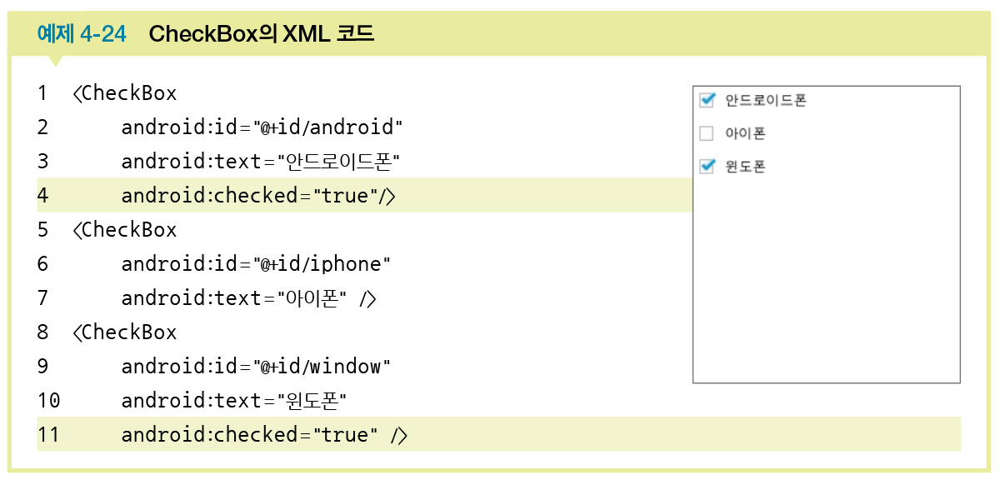 예제 4-24 CheckBox의 XML 코드
1 <CheckBox
2 android:id="@+id/android"
3 android:text="안드로이드폰"
4 android:checked="true"/>
5 <CheckBox
6 android:id="@+id/iphone"
7 android:text="아이폰" />
8 <CheckBox
9 android:id="@+id/window"
10 android:text="윈도폰"
11 android:checked="true" />
안드로이드폰
아이폰
윈도폰